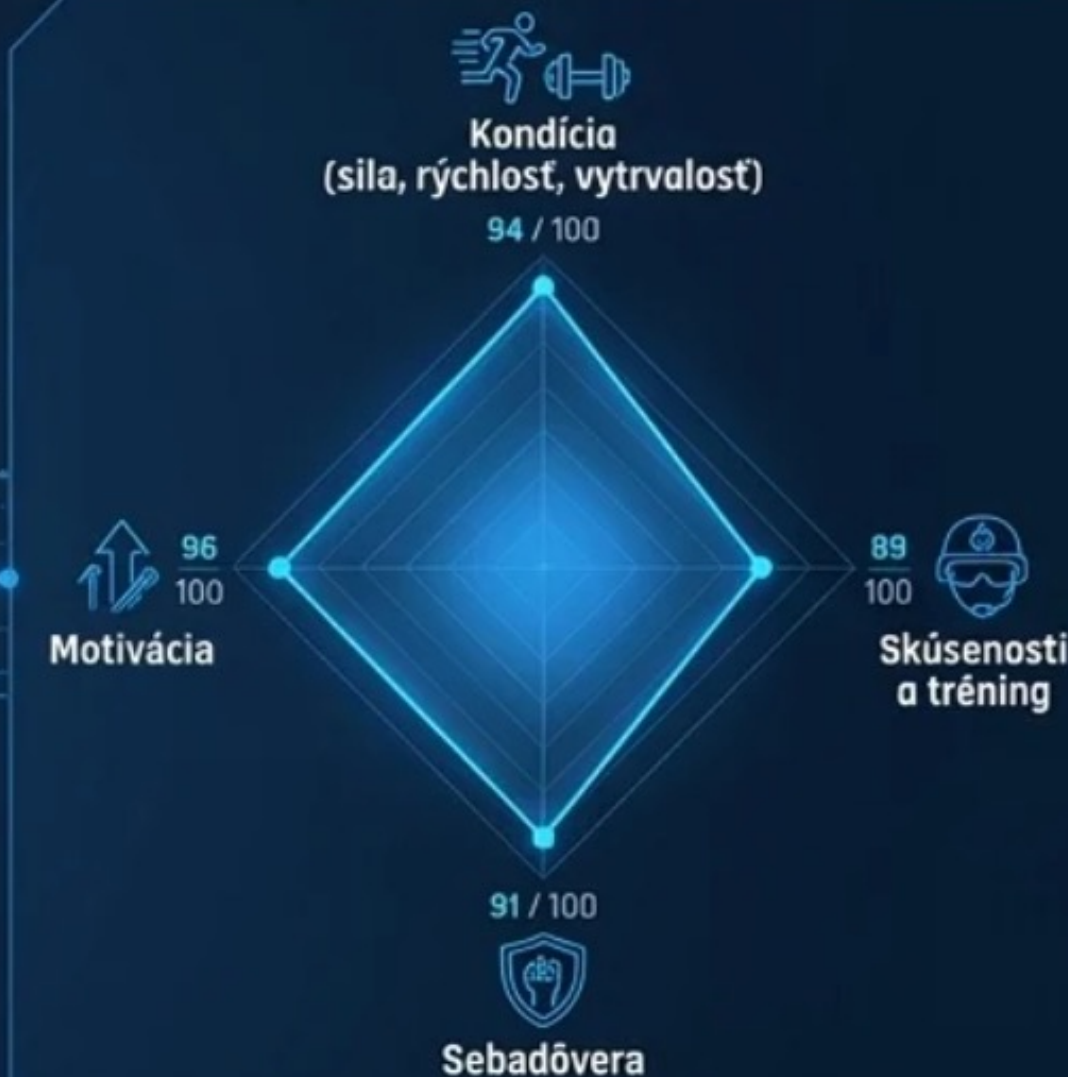 Kondícia
(sila, rýchlosť, vytrvalosť)
94 / 100
96
100
Motivácia
89
100
Skúsenosti
a tréning
91 / 100
Sebadôvera